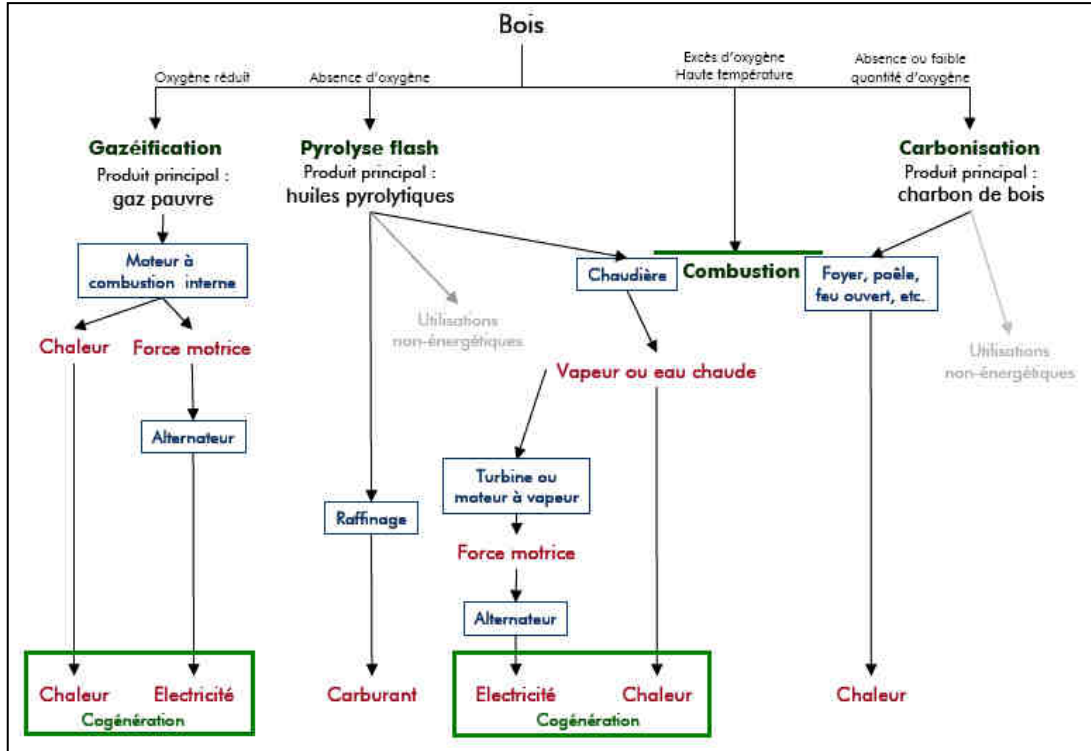 Bois
Oxygène réduit
Absence d'oxygène
Excès d'oxygène
Haute température
Absence ou faible
quantité d'oxygène
Gazéification
Produit principal :
gaz pauvre
Pyrolyse flash
Produit principal :
huiles pyrolytiques
Carbonisation
Produit principal :
charbon de bois
Moteur à
combustion interne
Chaudière
Combustion
Foyer, poêle,
feu ouvert, etc.
Utilisations
non-énergétiques
Chaleur
Force motrice
Utilisations
non-énergétiques
Vapeur ou eau chaude
Alternateur
Turbine ou
moteur à vapeur
Raffinage
Force motrice
Alternateur
Chaleur
Electricité
Cogénération
Carburant
Electricité
Chaleur
Cogénération
Chaleur